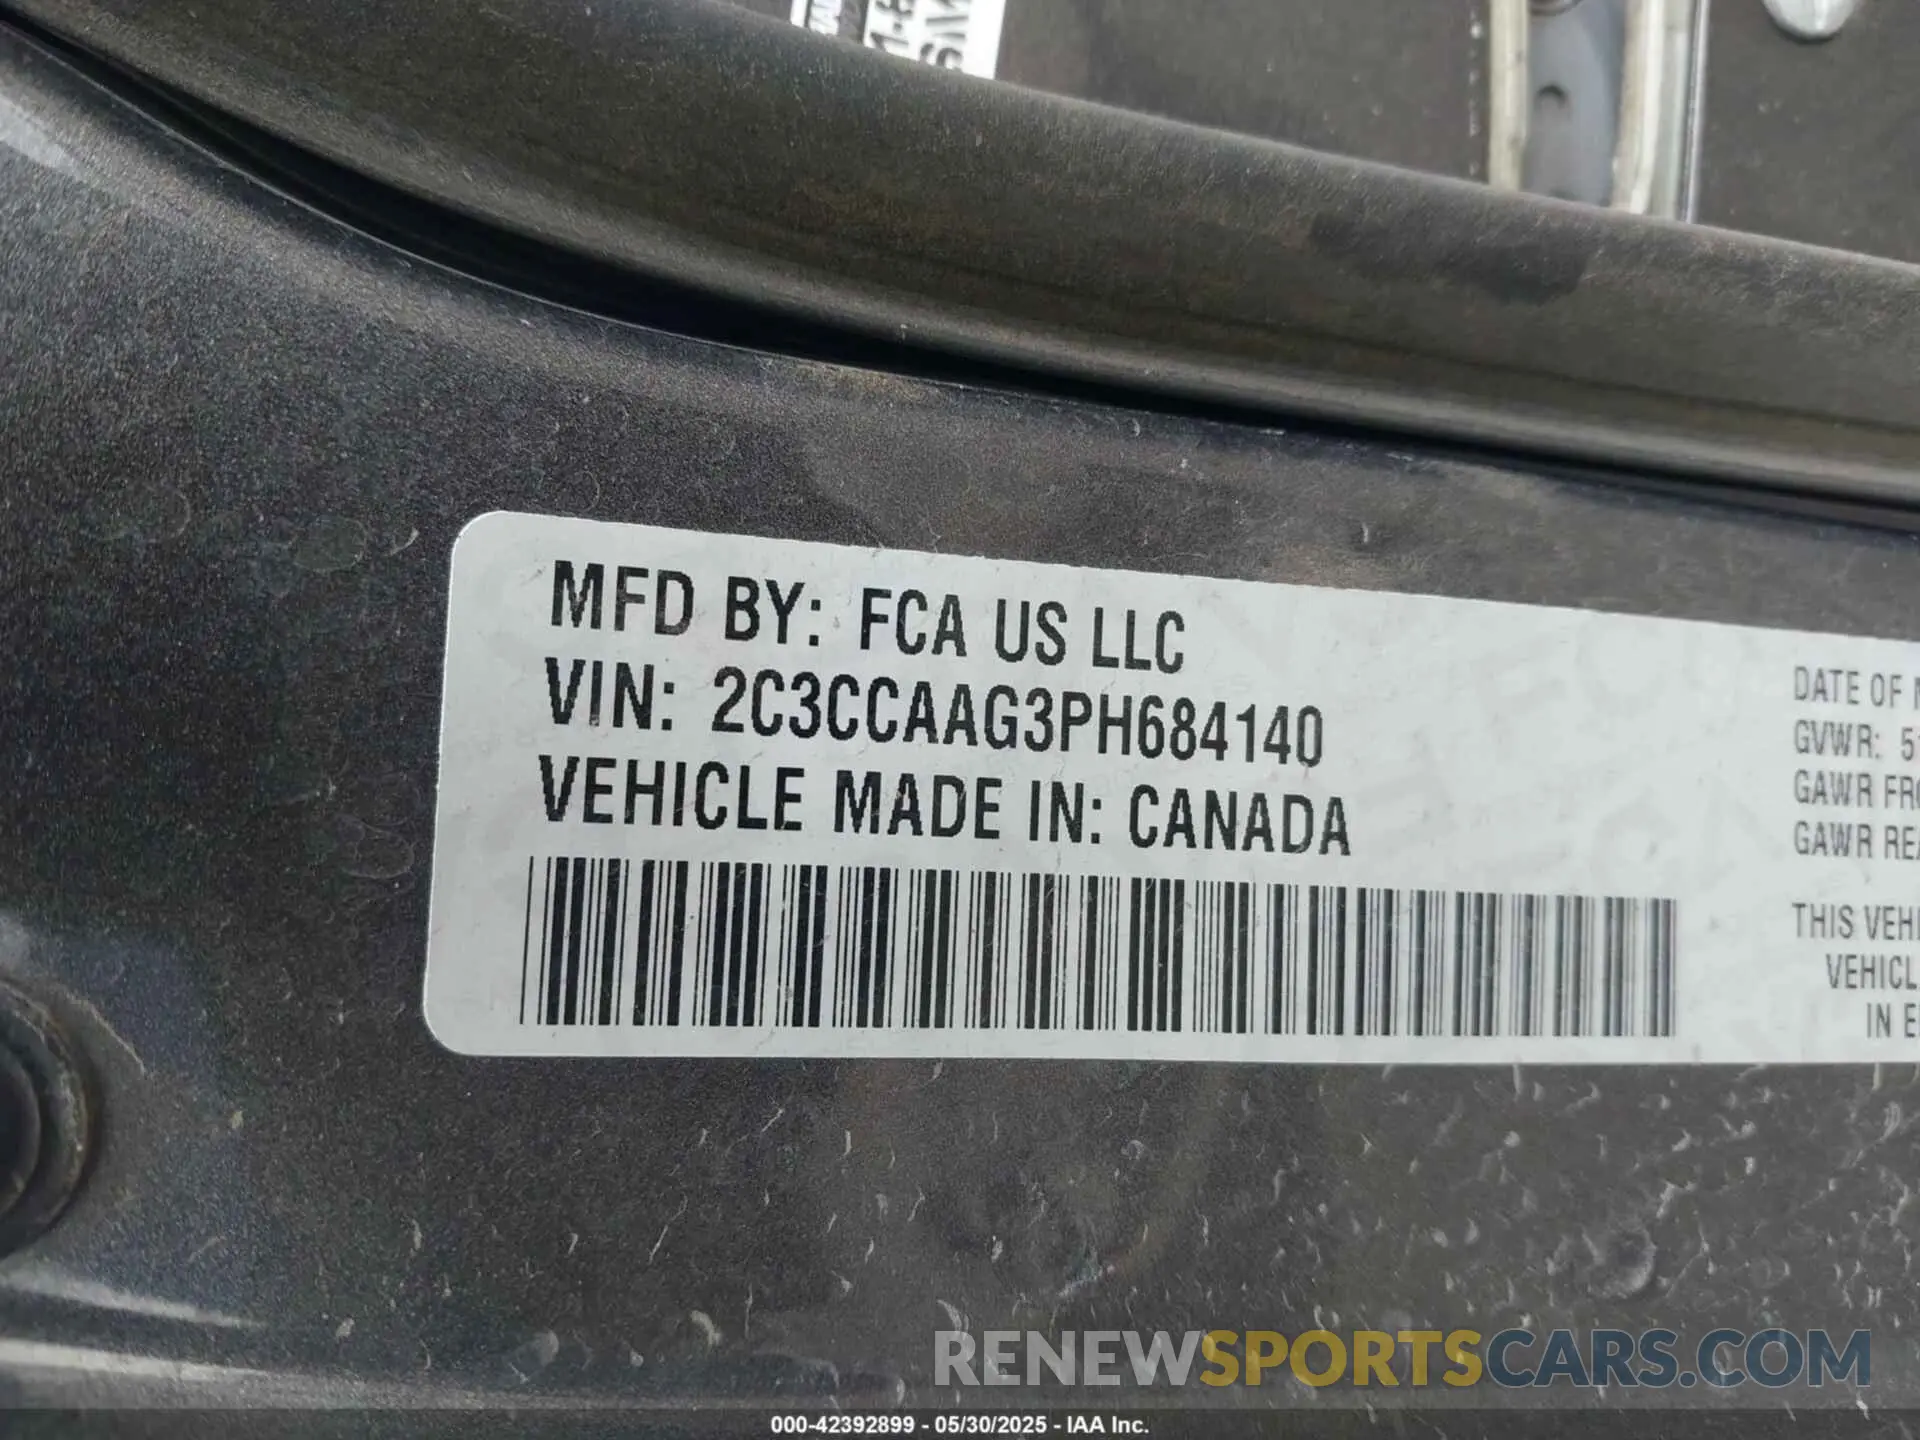 MFD BY: FCA US LLC
VIN: 2C3CCAAG3PH684140
VEHICLE MADE IN: CANADA
DATE OF
GVWR:
GAWR
GAWR
THIS
IN
RENEWSPORTSCARS.COM
000-42392899 - 05/30/2025 - IAA Inc.